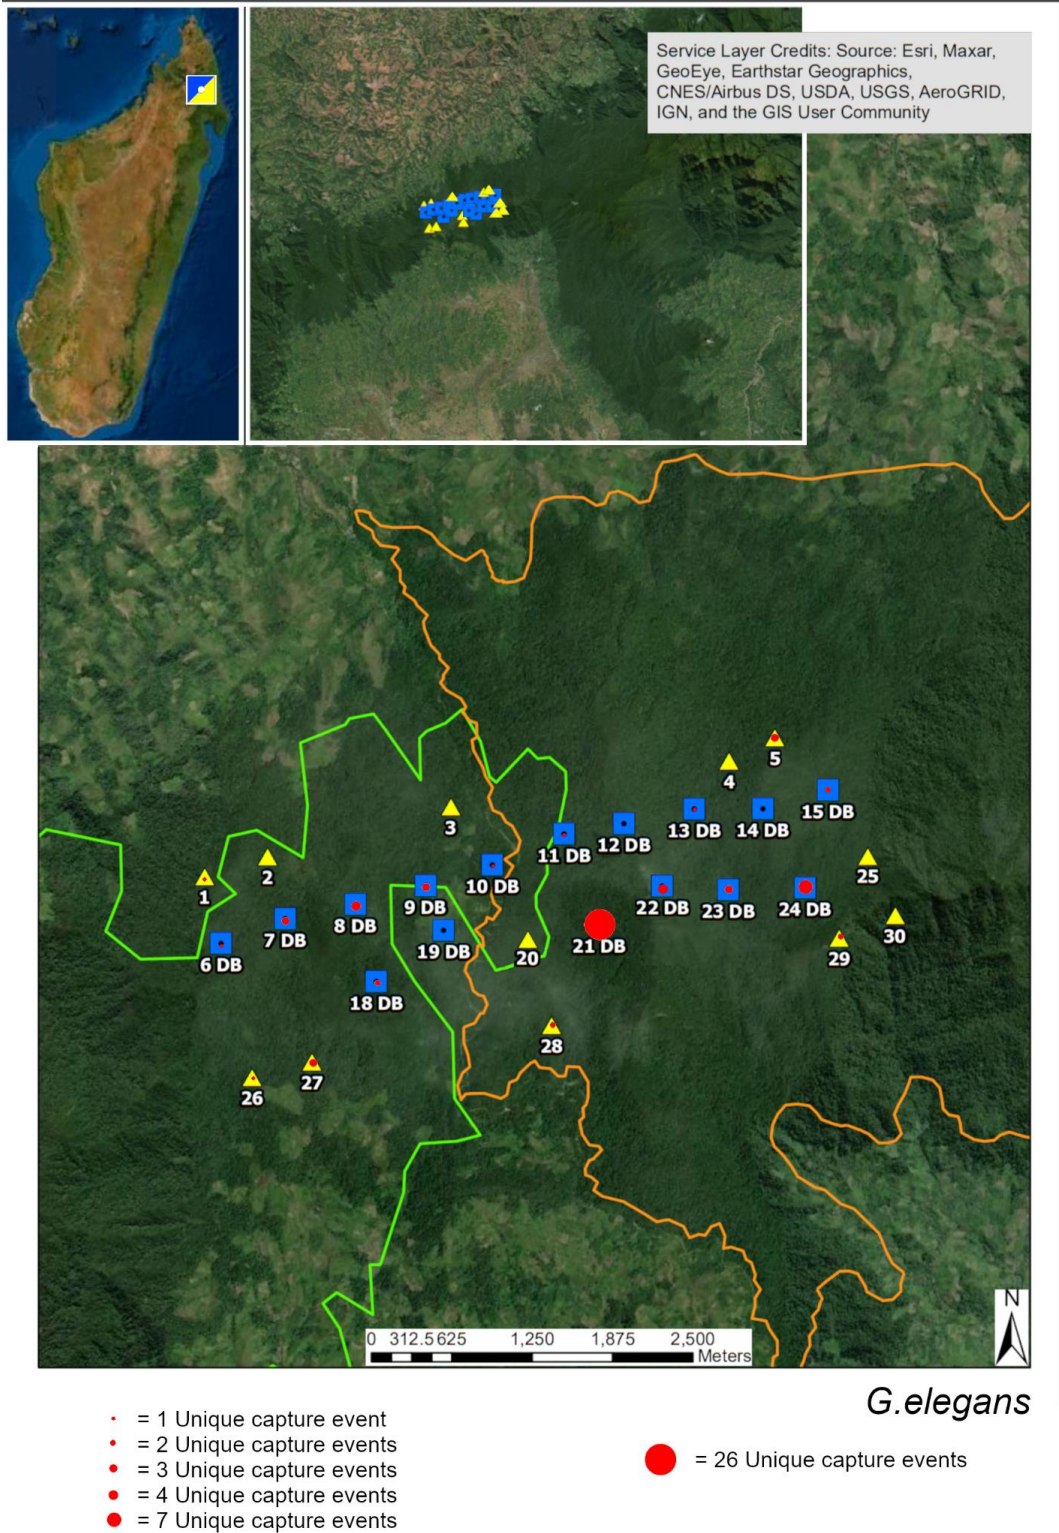 Service Layer Credits: Source: Esri, Maxar,
GeoEye, Earthstar Geographics,
CNES/Airbus DS, USDA, USGS, AeroGRID,
IGN, and the GIS User Community
5
4
15 DB
3
13 DB
14 DB
12 DB
11 DB
2
25
1
10 DB
9 DB
22 DB
23 DB
24 DB
8 DB
7 DB
30
6 DB
19 DB
20
21 DB
29
18 DB
28
27
26
N
0 312.5 625 1,250 1,875 2,500
Meters
G.elegans
= 1 Unique capture event
= 2 Unique capture events
= 3 Unique capture events
= 4 Unique capture events
= 7 Unique capture events
= 26 Unique capture events